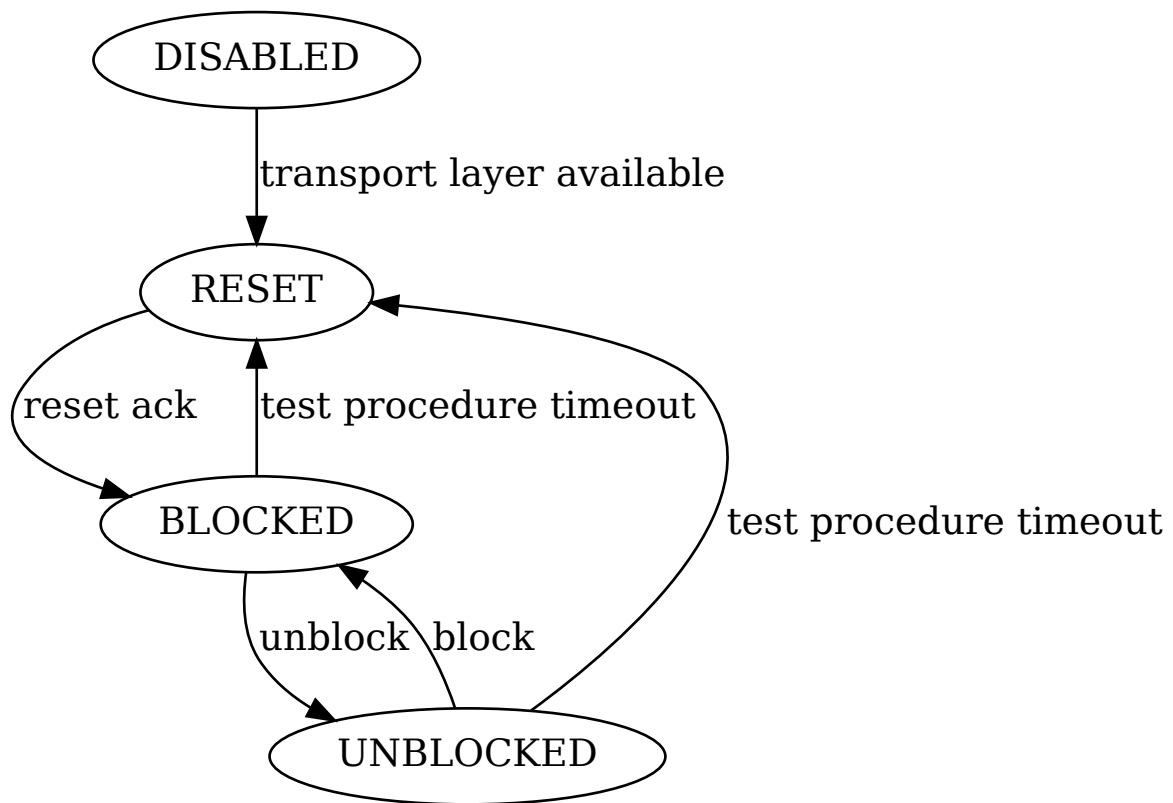 DISABLED
transport layer available
RESET
reset ack
test procedure timeout
BLOCKED
test procedure timeout
unblock
block
UNBLOCKED